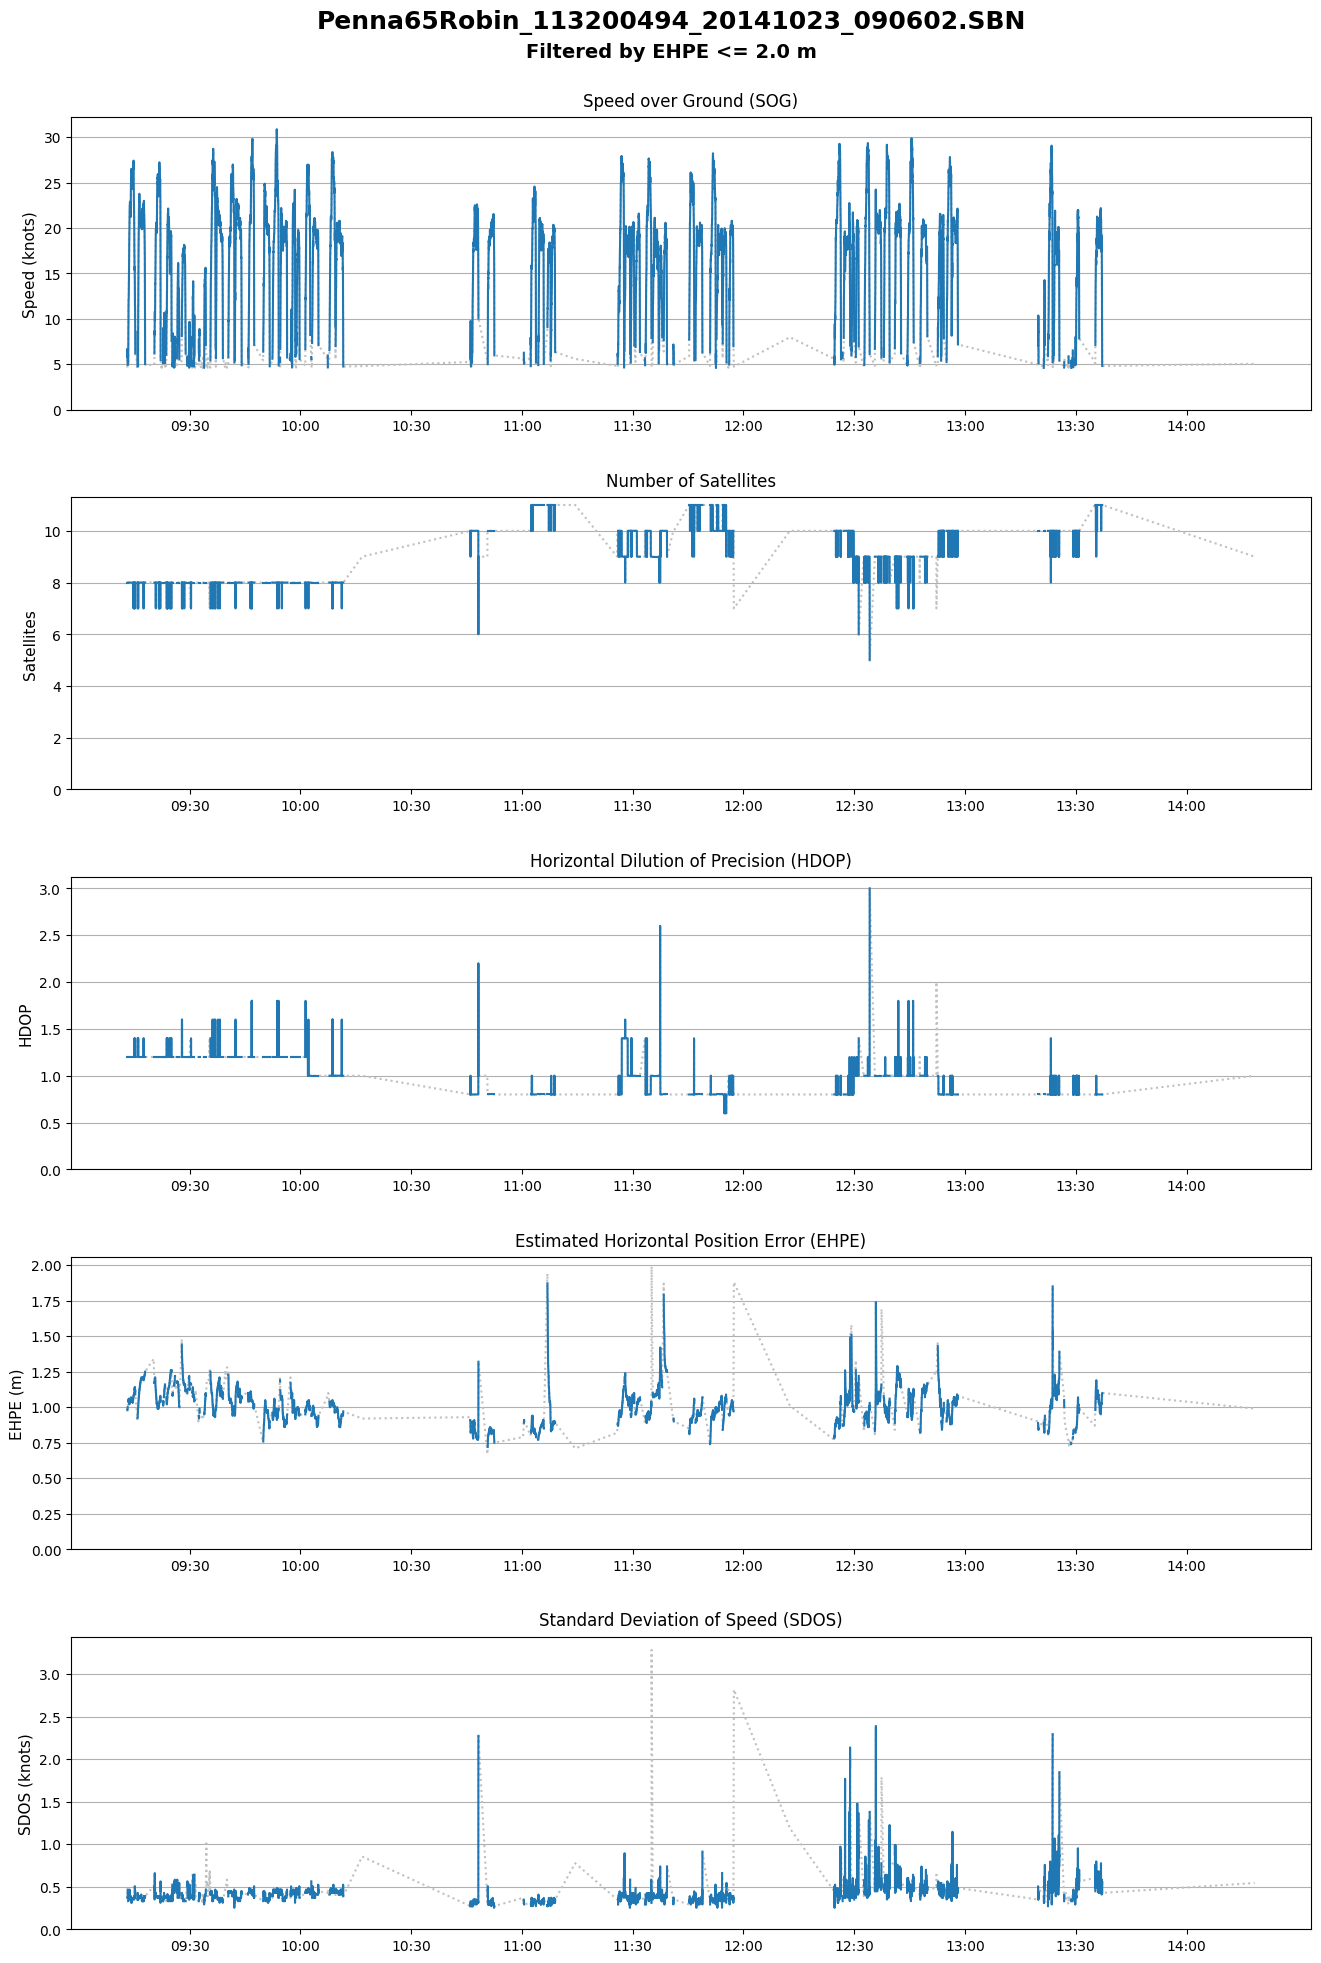 Penna65Robin_113200494_20141023_090602.SBN
Filtered by EHPE <= 2.0 m
Speed over Ground (SOG)
Speed (knots)
30
25
20
15
10
5
0
09:30 10:00 10:30 11:00 11:30 12:00 12:30 13:00 13:30 14:00
Number of Satellites
Satellites
10
8
6
4
2
0
09:30 10:00 10:30 11:00 11:30 12:00 12:30 13:00 13:30 14:00
Horizontal Dilution of Precision (HDOP)
HDOP
3.0
2.5
2.0
1.5
1.0
0.5
0.0
09:30 10:00 10:30 11:00 11:30 12:00 12:30 13:00 13:30 14:00
Estimated Horizontal Position Error (EHPE)
EHPE (m)
2.00
1.75
1.50
1.25
1.00
0.75
0.50
0.25
0.00
09:30 10:00 10:30 11:00 11:30 12:00 12:30 13:00 13:30 14:00
Standard Deviation of Speed (SDOS)
SDOS (knots)
3.0
2.5
2.0
1.5
1.0
0.5
0.0
09:30 10:00 10:30 11:00 11:30 12:00 12:30 13:00 13:30 14:00